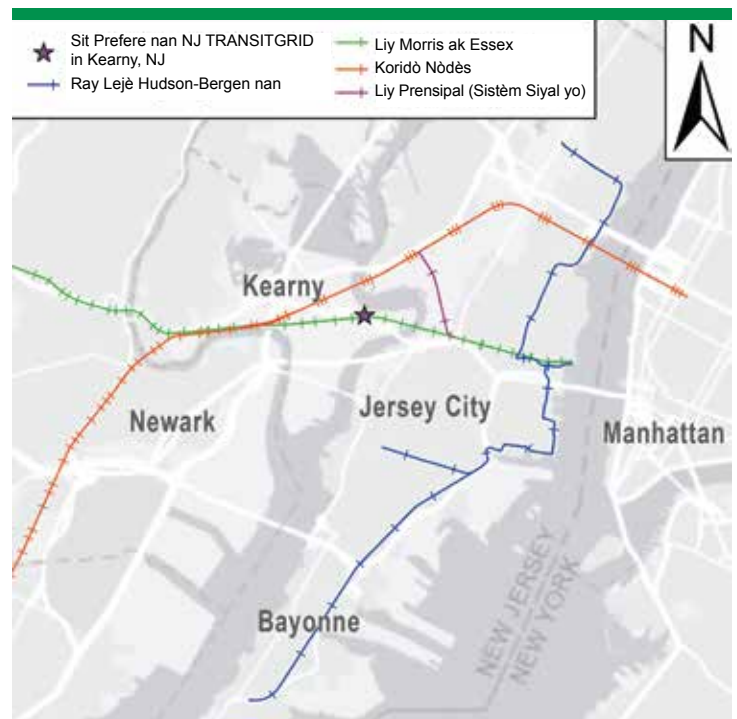 Sit Prefere nan NJ TRANSITGRID
in Kearny, NJ
Ray Lejè Hudson-Bergen nan
Liy Morris ak Essex
Koridò Nòdès
Liy Prensipal (Sistèm Siyal yo)
N
Kearny
Newark
Jersey City
Manhattan
Bayonne
NEW JERSEY
NEW YORK